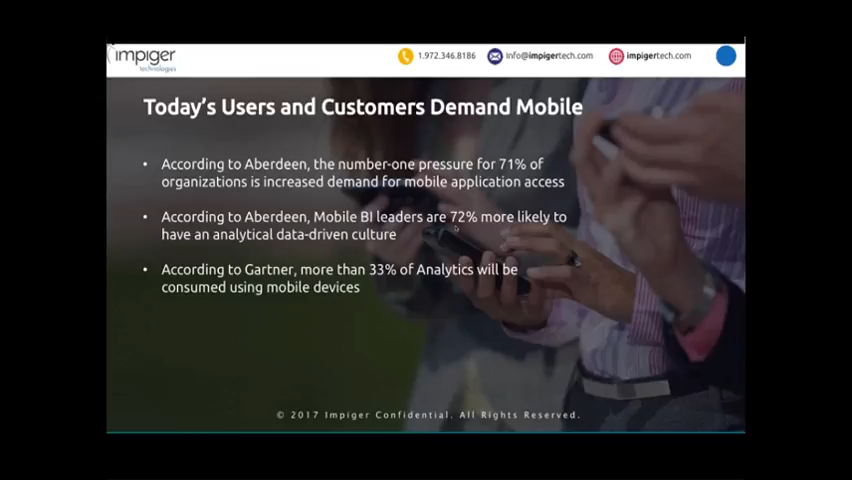 impiger
technologies
1.972.346.8186
Info@impigertech.com
impigertech.com
Today's Users and Customers Demand Mobile
• According to Aberdeen, the number-one pressure for 71% of
organizations is increased demand for mobile application access
• According to Aberdeen, Mobile BI leaders are 72% more likely to
have an analytical data-driven culture
• According to Gartner, more than 33% of Analytics will be
consumed using mobile devices
© 2017 Impiger Confidential. All Rights Reserved.